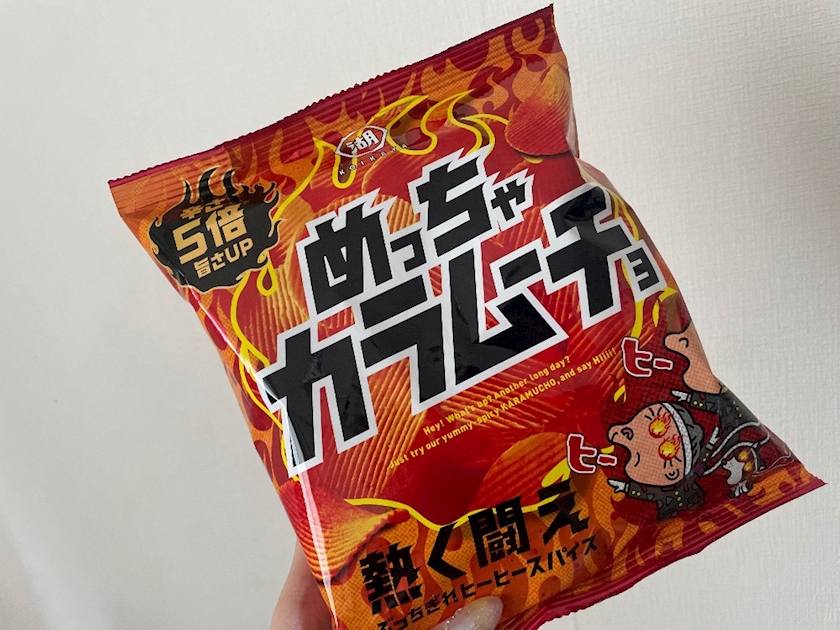 湖
KOIKEYA
辛さ
5倍
旨さUP
めっちゃ
カラムーチョ
Hey! What's up? Another long day?
Just try our yummy-spicy KARAMUCHO, and say Hiiii!
ヒー
ヒー
熱く闘え
ぶっちぎれヒーヒースパイス